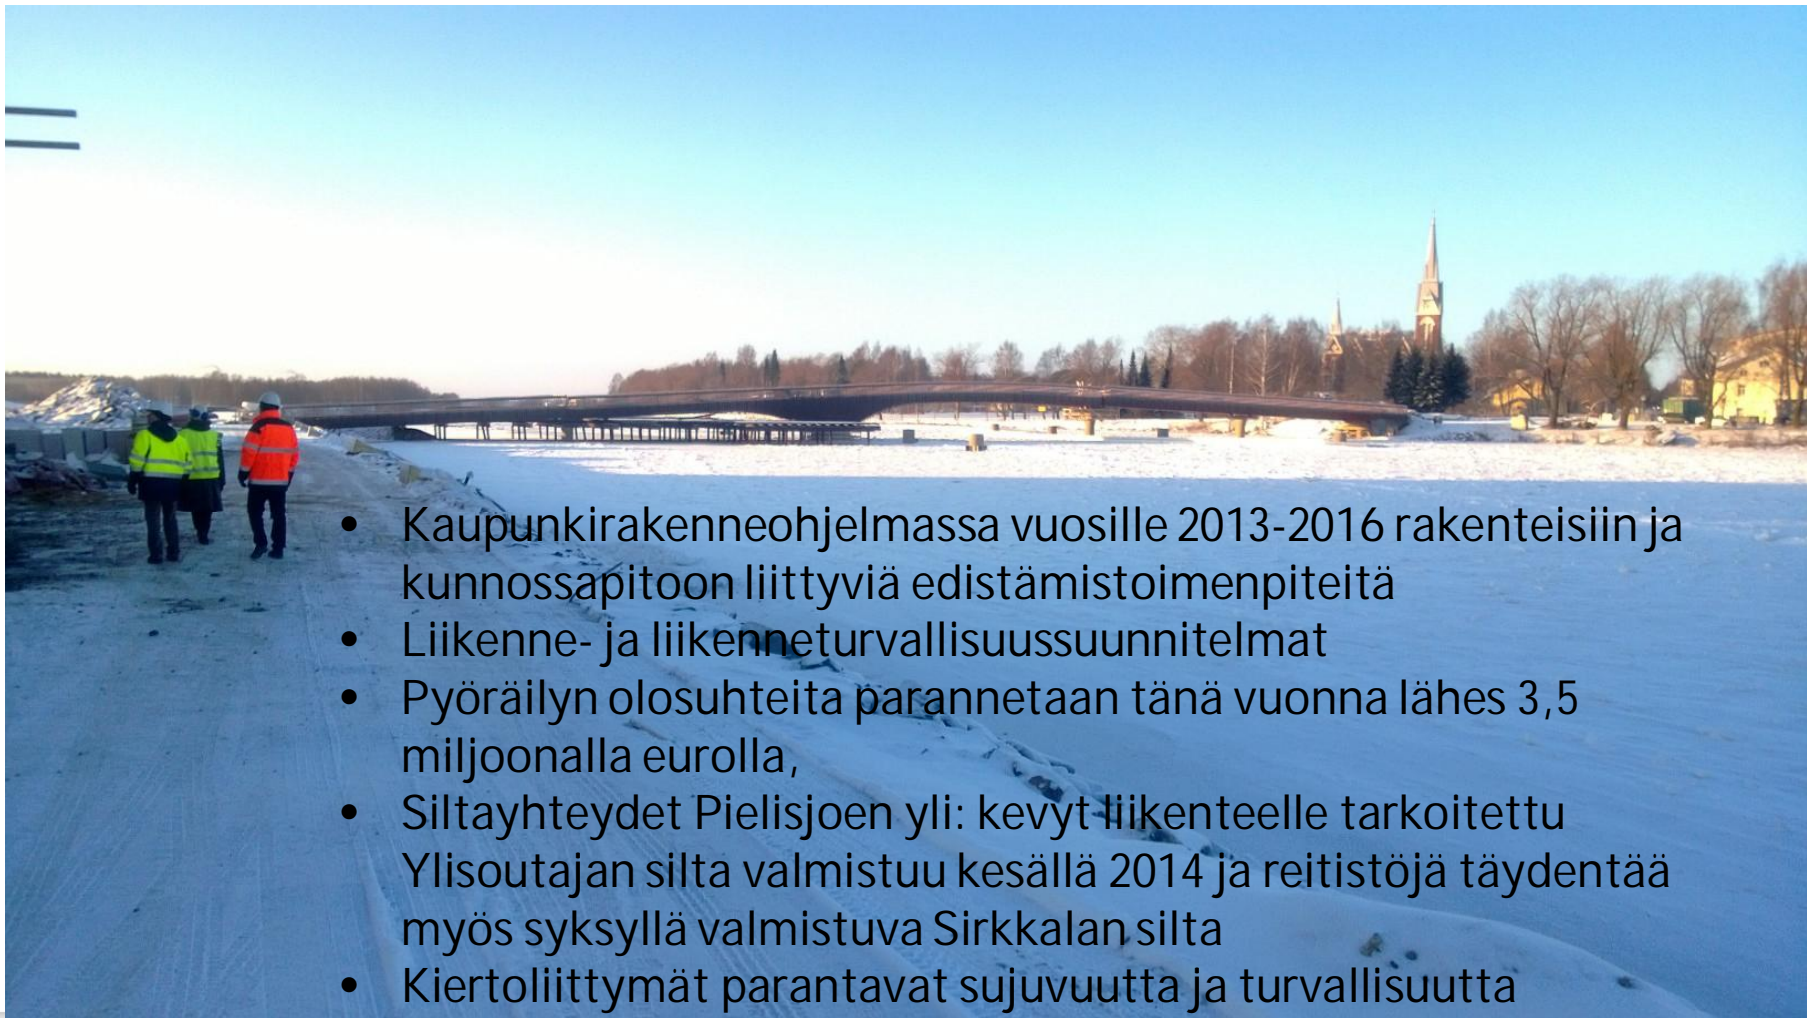 • Kaupunkirakenneohjelmassa vuosille 2013-2016 rakenteisiin ja
kunnossapitoon liittyviä edistämistoimenpiteitä
• Liikenne- ja liikenneturvallisuussuunnitelmat
• Pyöräilyn olosuhteita parannetaan tänä vuonna lähes 3,5
miljoonalla eurolla,
• Siltayhteydet Pielisjoen yli: kevyt liikenteelle tarkoitettu
Ylisoutajan silta valmistuu kesällä 2014 ja reitistöjä täydentää
myös syksyllä valmistuva Sirkkalan silta
• Kiertoliittymät parantavat sujuvuutta ja turvallisuutta